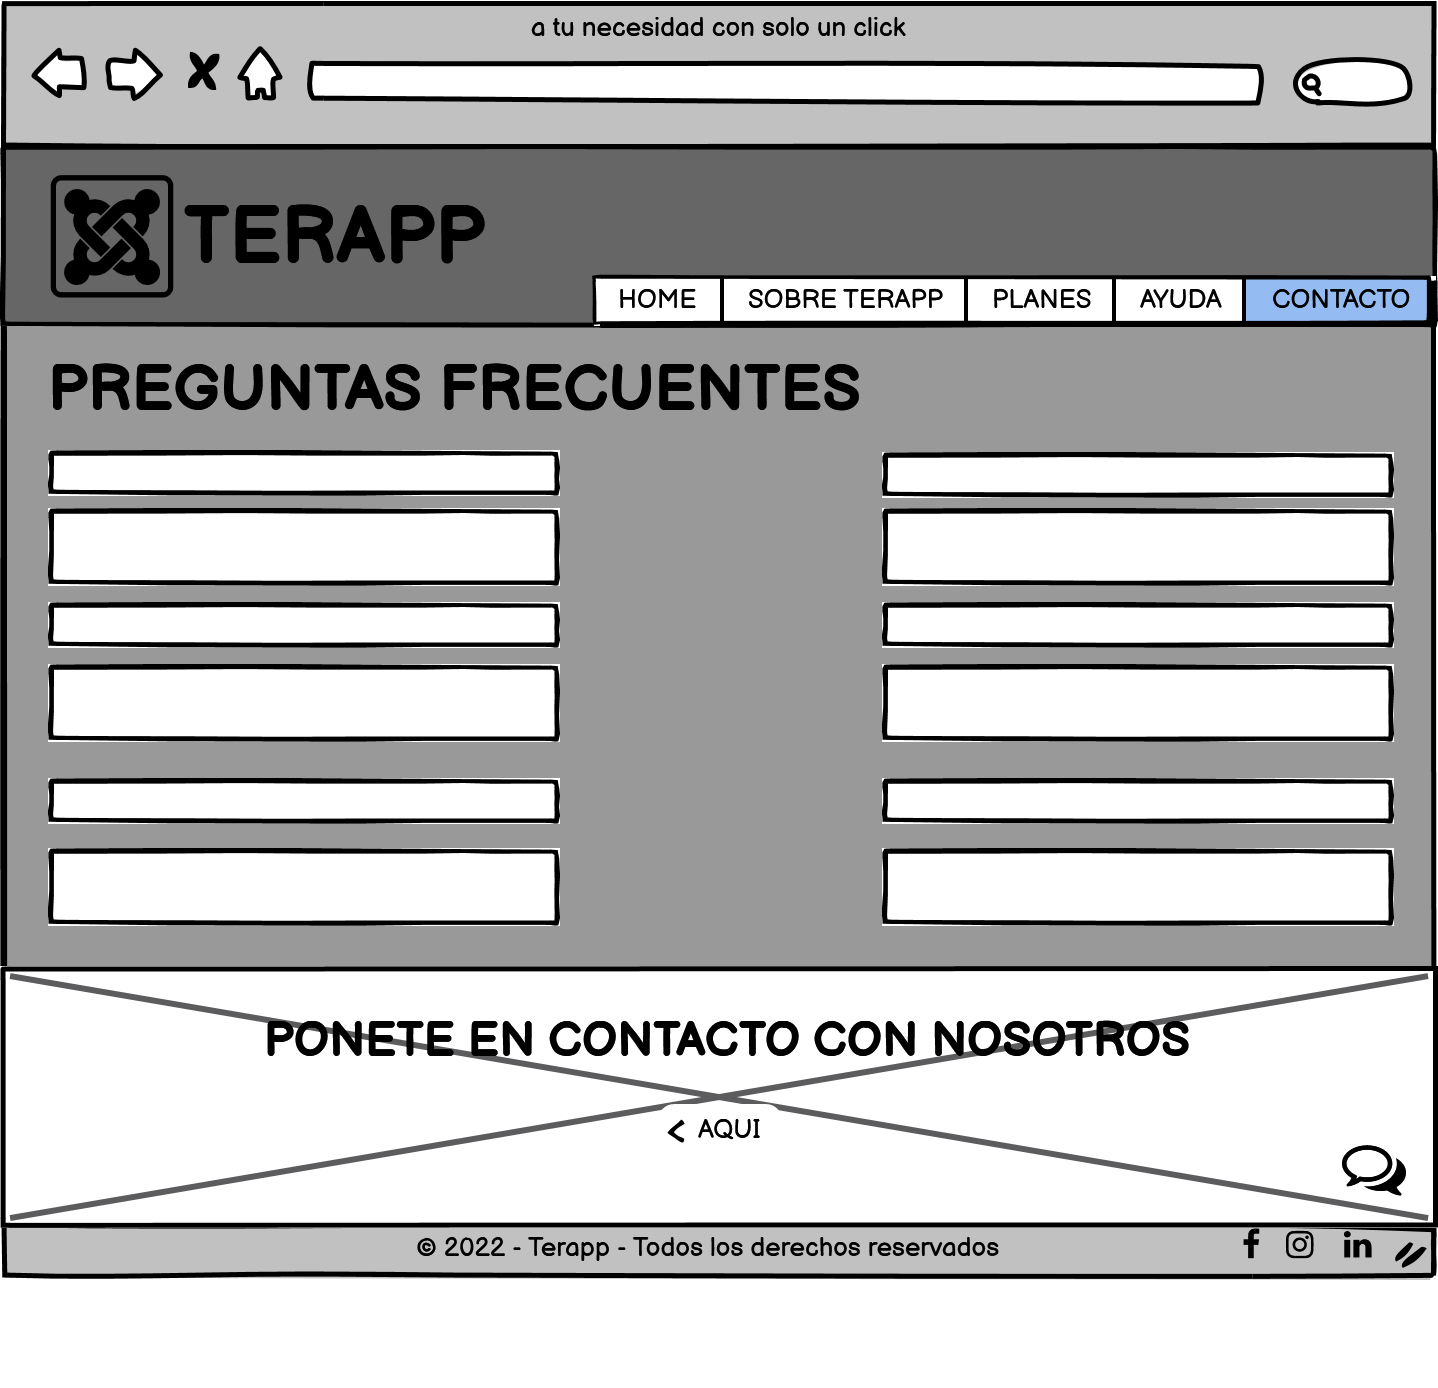 a tu necesidad con solo un click
TERAPP
HOME SOBRE TERAPP PLANES AYUDA CONTACTO
PREGUNTAS FRECUENTES
PONETE EN CONTACTO CON NOSOTROS
AQUI
© 2022 - Terapp - Todos los derechos reservados